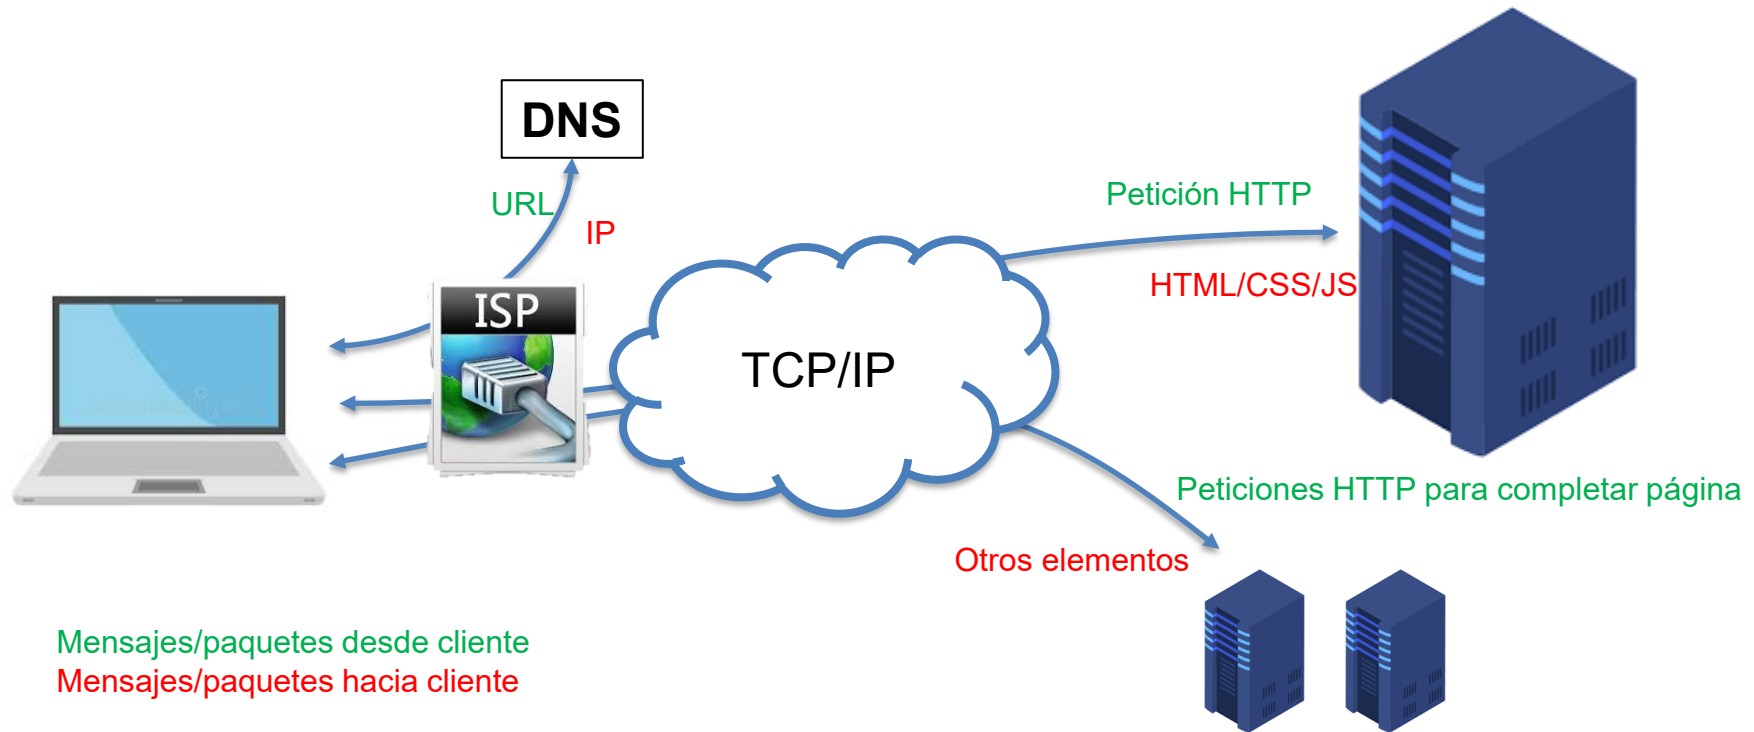 DNS
URL
IP
Petición HTTP
HTML/CSS/JS
ISP
TCP/IP
Peticiones HTTP para completar página
Otros elementos
Mensajes/paquetes desde cliente
Mensajes/paquetes hacia cliente